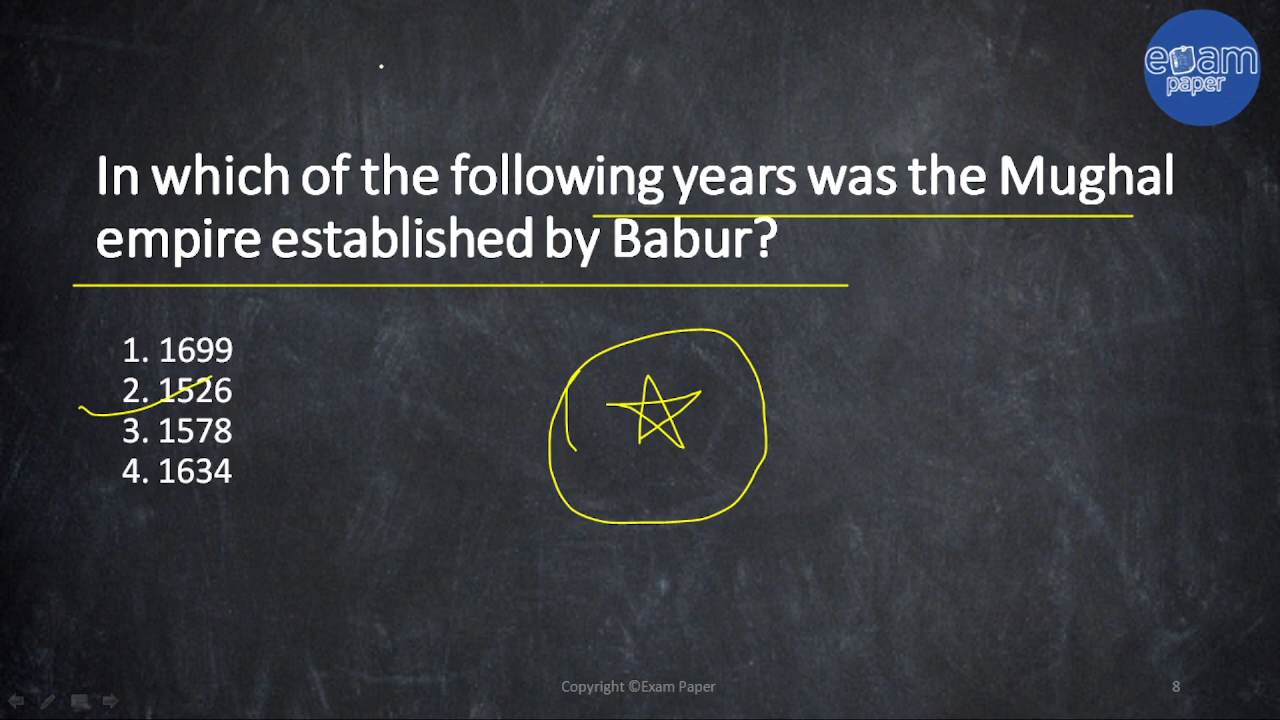 exam
paper
In which of the following years was the Mughal
empire established by Babur?
1. 1699
2. 1526
3. 1578
4. 1634
Copyright ©Exam Paper
8